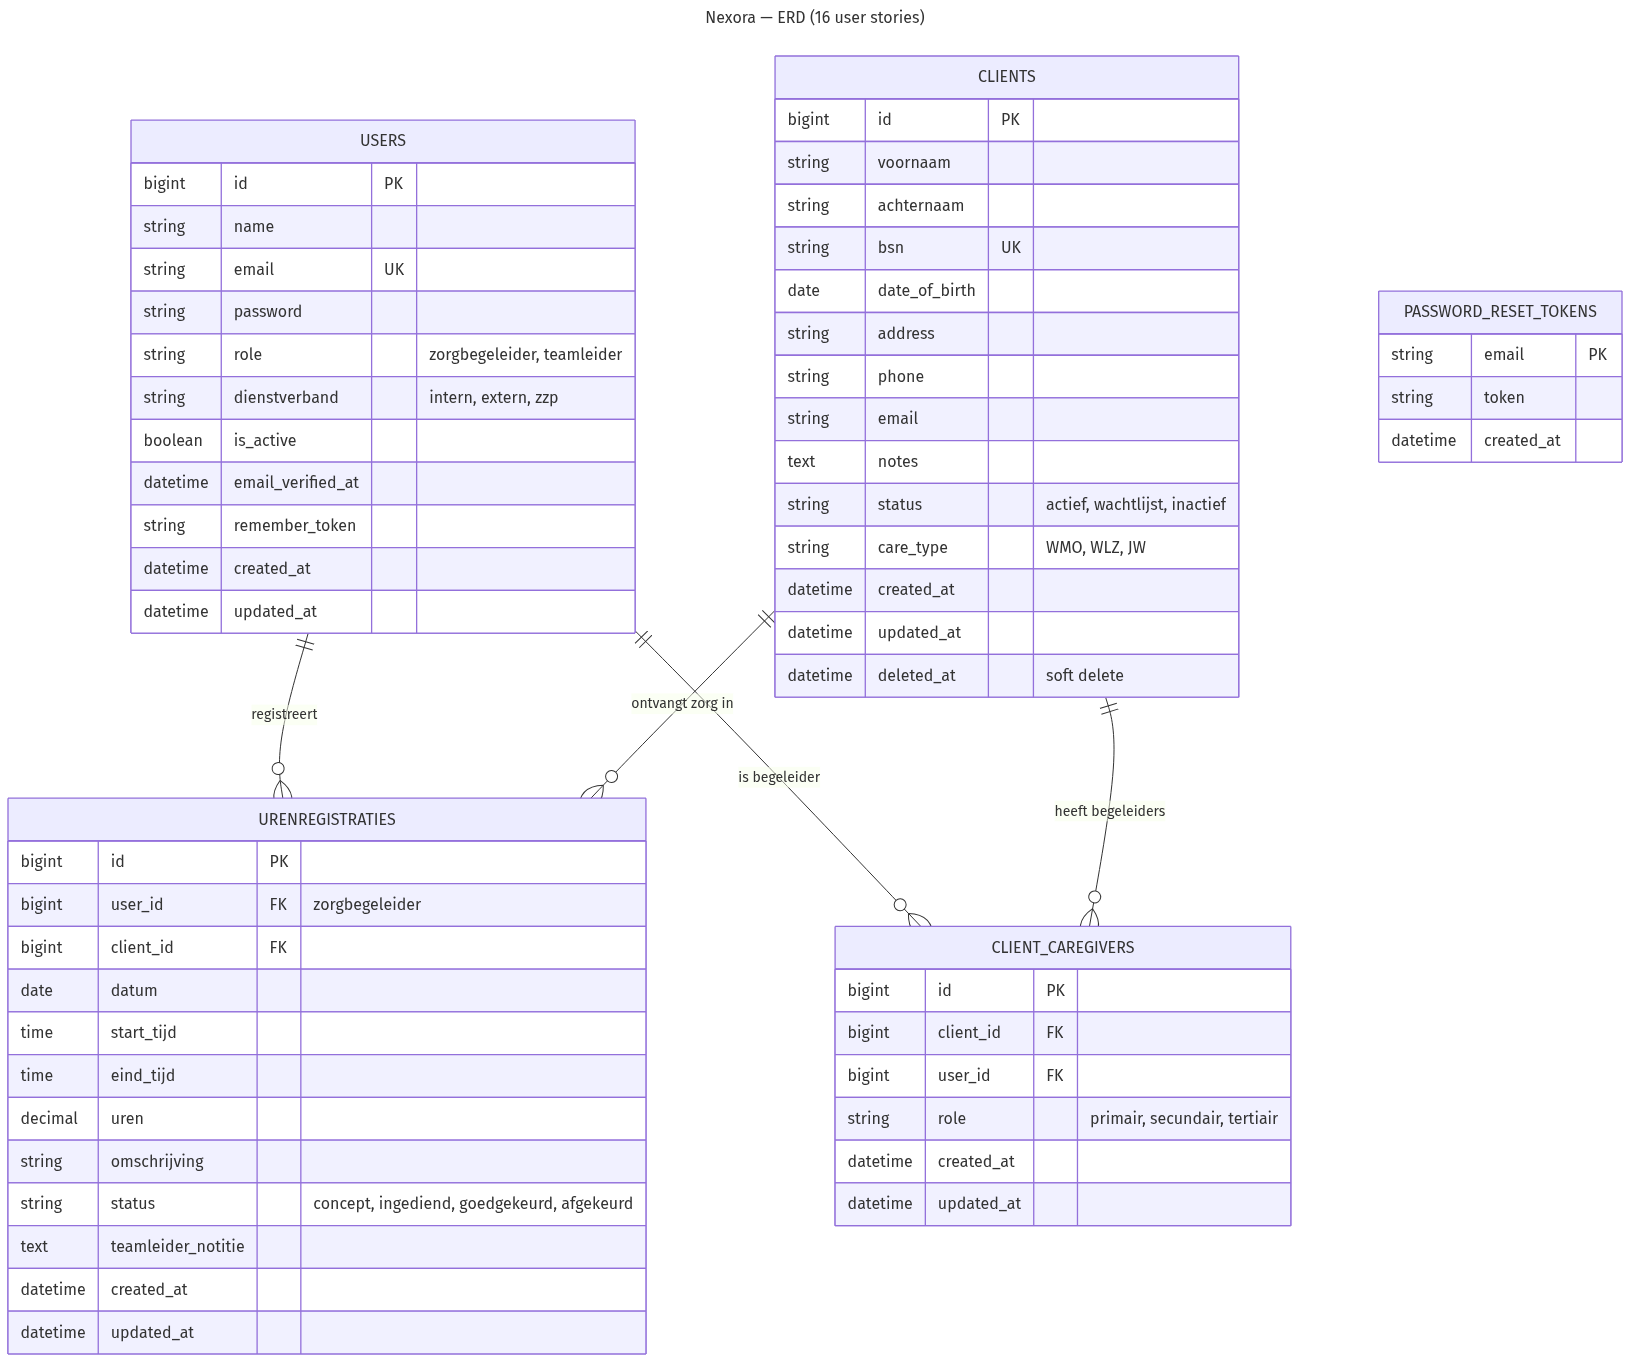 Nexora — ERD (16 user stories)
USERS
bigint id PK
string name
string email UK
string password
string role zorgbegeleider, teamleider
string dienstverband intern, extern, zzp
boolean is_active
datetime email_verified_at
string remember_token
datetime created_at
datetime updated_at
CLIENTS
bigint id PK
string voornaam
string achternaam
string bsn UK
date date_of_birth
string address
string phone
string email
text notes
string status actief, wachtlijst, inactief
string care_type WMO, WLZ, JW
datetime created_at
datetime updated_at
datetime deleted_at soft delete
PASSWORD_RESET_TOKENS
string email PK
string token
datetime created_at
registreert
ontvangt zorg in
is begeleider
heeft begeleiders
URENREGISTRATIES
bigint id PK
bigint user_id FK zorgbegeleider
bigint client_id FK
date datum
time start_tijd
time eind_tijd
decimal uren
string omschrijving
string status concept, ingediend, goedgekeurd, afgekeurd
text teamleider_notitie
datetime created_at
datetime updated_at
CLIENT_CAREGIVERS
bigint id PK
bigint client_id FK
bigint user_id FK
string role primair, secundair, tertiair
datetime created_at
datetime updated_at